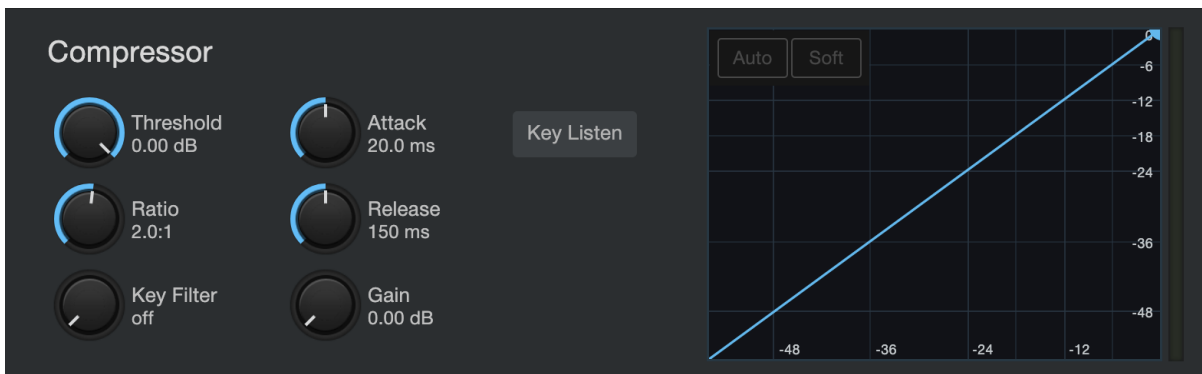 Compressor
Threshold
0.00 dB
Attack
20.0 ms
Key Listen
Ratio
2.0:1
Release
150 ms
Key Filter
off
Gain
0.00 dB
Auto
Soft
0
-6
-12
-18
-24
-36
-48
-48
-36
-24
-12